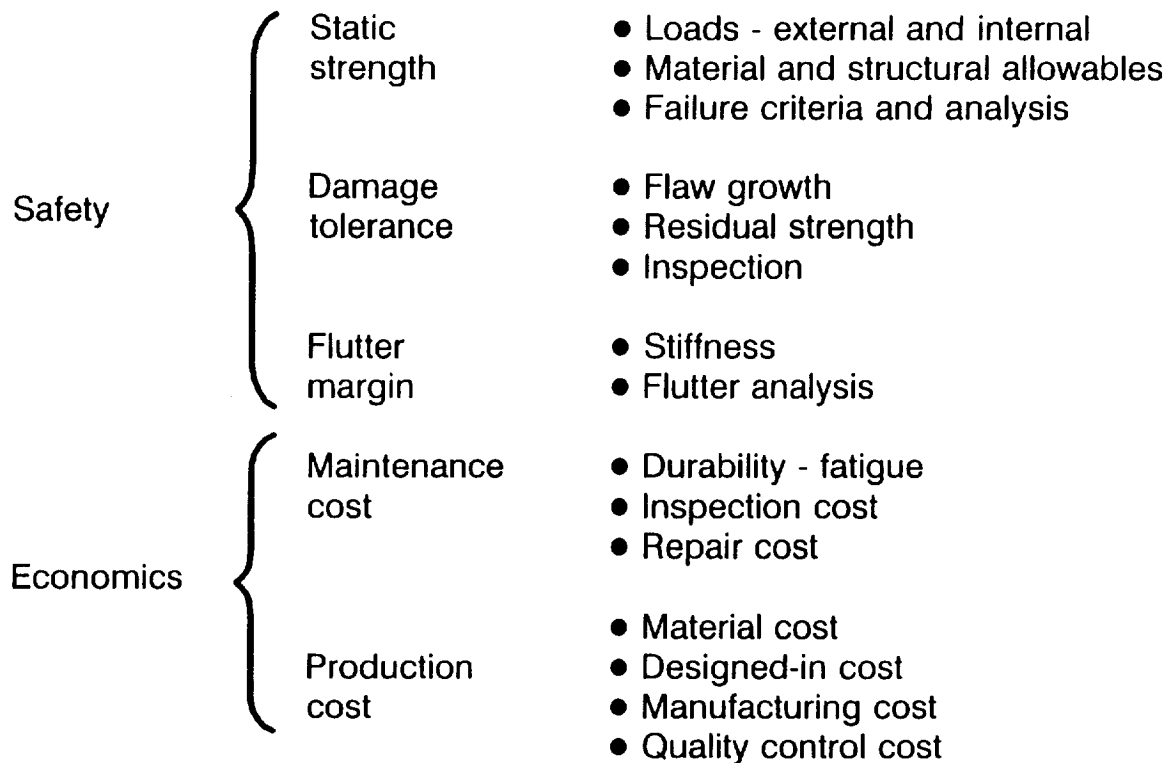 Safety
Static
strength
● Loads - external and internal
● Material and structural allowables
● Failure criteria and analysis
Damage
tolerance
● Flaw growth
● Residual strength
● Inspection
Flutter
margin
● Stiffness
● Flutter analysis
Economics
Maintenance
cost
● Durability - fatigue
● Inspection cost
● Repair cost
Production
cost
● Material cost
● Designed-in cost
● Manufacturing cost
● Quality control cost